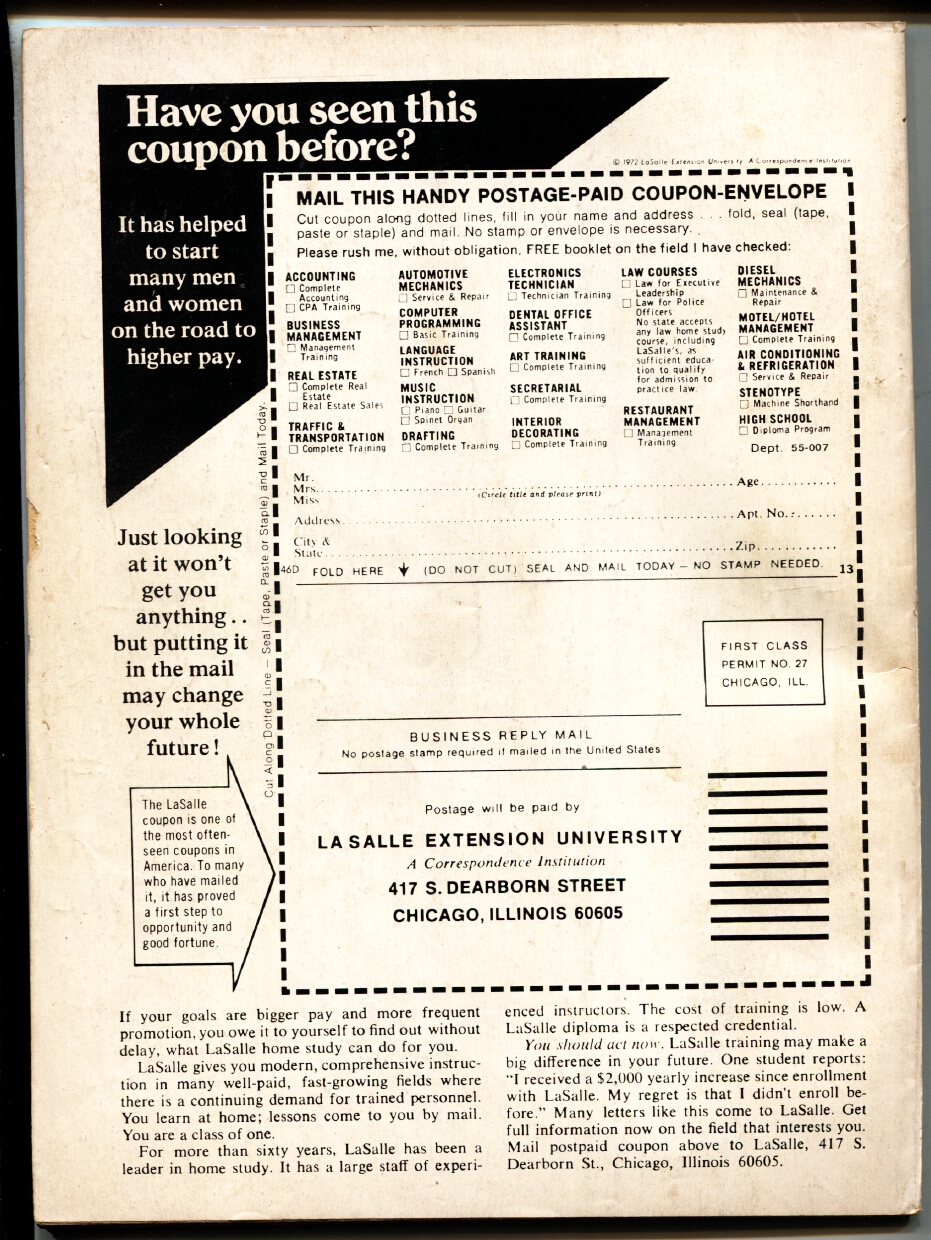 Have you seen this
coupon before?
© 1972 LaSalle Extension University A Correspondence Institution
It has helped
to start
many men
and women
on the road to
higher pay.
MAIL THIS HANDY POSTAGE-PAID COUPON-ENVELOPE
Cut coupon along dotted lines, fill in your name and address . . . fold, seal (tape,
paste or staple) and mail. No stamp or envelope is necessary.
Please rush me, without obligation, FREE booklet on the field I have checked:
ACCOUNTING
☐ Complete
Accounting
☐ CPA Training
BUSINESS
MANAGEMENT
☐ Management
Training
REAL ESTATE
☐ Complete Real
Estate
☐ Real Estate Sales
TRAFFIC &
TRANSPORTATION
☐ Complete Training
AUTOMOTIVE
MECHANICS
☐ Service & Repair
COMPUTER
PROGRAMMING
☐ Basic Training
LANGUAGE
INSTRUCTION
☐ French ☐ Spanish
MUSIC
INSTRUCTION
☐ Piano ☐ Guitar
☐ Spinet Organ
DRAFTING
☐ Complete Training
ELECTRONICS
TECHNICIAN
☐ Technician Training
DENTAL OFFICE
ASSISTANT
☐ Complete Training
ART TRAINING
☐ Complete Training
SECRETARIAL
☐ Complete Training
INTERIOR
DECORATING
☐ Complete Training
LAW COURSES
☐ Law for Executive
Leadership
☐ Law for Police
Officers
No state accepts
any law home study
course, including
LaSalle's, as
sufficient educa-
tion to qualify
for admission to
practice law.
RESTAURANT
MANAGEMENT
☐ Management
Training
DIESEL
MECHANICS
☐ Maintenance &
Repair
MOTEL/HOTEL
MANAGEMENT
☐ Complete Training
AIR CONDITIONING
& REFRIGERATION
☐ Service & Repair
STENOTYPE
☐ Machine Shorthand
HIGH SCHOOL
☐ Diploma Program
Dept. 55-007
Mr.
Mrs. Age
Miss (Circle title and please print)
Address Apt. No.
City &
State Zip
46D FOLD HERE ↓ (DO NOT CUT) SEAL AND MAIL TODAY – NO STAMP NEEDED. 13
Cut Along Dotted Line — Seal (Tape, Paste or Staple) and Mail Today.
Just looking
at it won't
get you
anything . .
but putting it
in the mail
may change
your whole
future!
FIRST CLASS
PERMIT NO. 27
CHICAGO, ILL.
BUSINESS REPLY MAIL
No postage stamp required if mailed in the United States
Postage will be paid by
LA SALLE EXTENSION UNIVERSITY
A Correspondence Institution
417 S. DEARBORN STREET
CHICAGO, ILLINOIS 60605
The LaSalle
coupon is one of
the most often-
seen coupons in
America. To many
who have mailed
it, it has proved
a first step to
opportunity and
good fortune.
If your goals are bigger pay and more frequent
promotion, you owe it to yourself to find out without
delay, what LaSalle home study can do for you.
LaSalle gives you modern, comprehensive instruc-
tion in many well-paid, fast-growing fields where
there is a continuing demand for trained personnel.
You learn at home; lessons come to you by mail.
You are a class of one.
For more than sixty years, LaSalle has been a
leader in home study. It has a large staff of experi-
enced instructors. The cost of training is low. A
LaSalle diploma is a respected credential.
You should act now. LaSalle training may make a
big difference in your future. One student reports:
"I received a $2,000 yearly increase since enrollment
with LaSalle. My regret is that I didn't enroll be-
fore." Many letters like this come to LaSalle. Get
full information now on the field that interests you.
Mail postpaid coupon above to LaSalle, 417 S.
Dearborn St., Chicago, Illinois 60605.